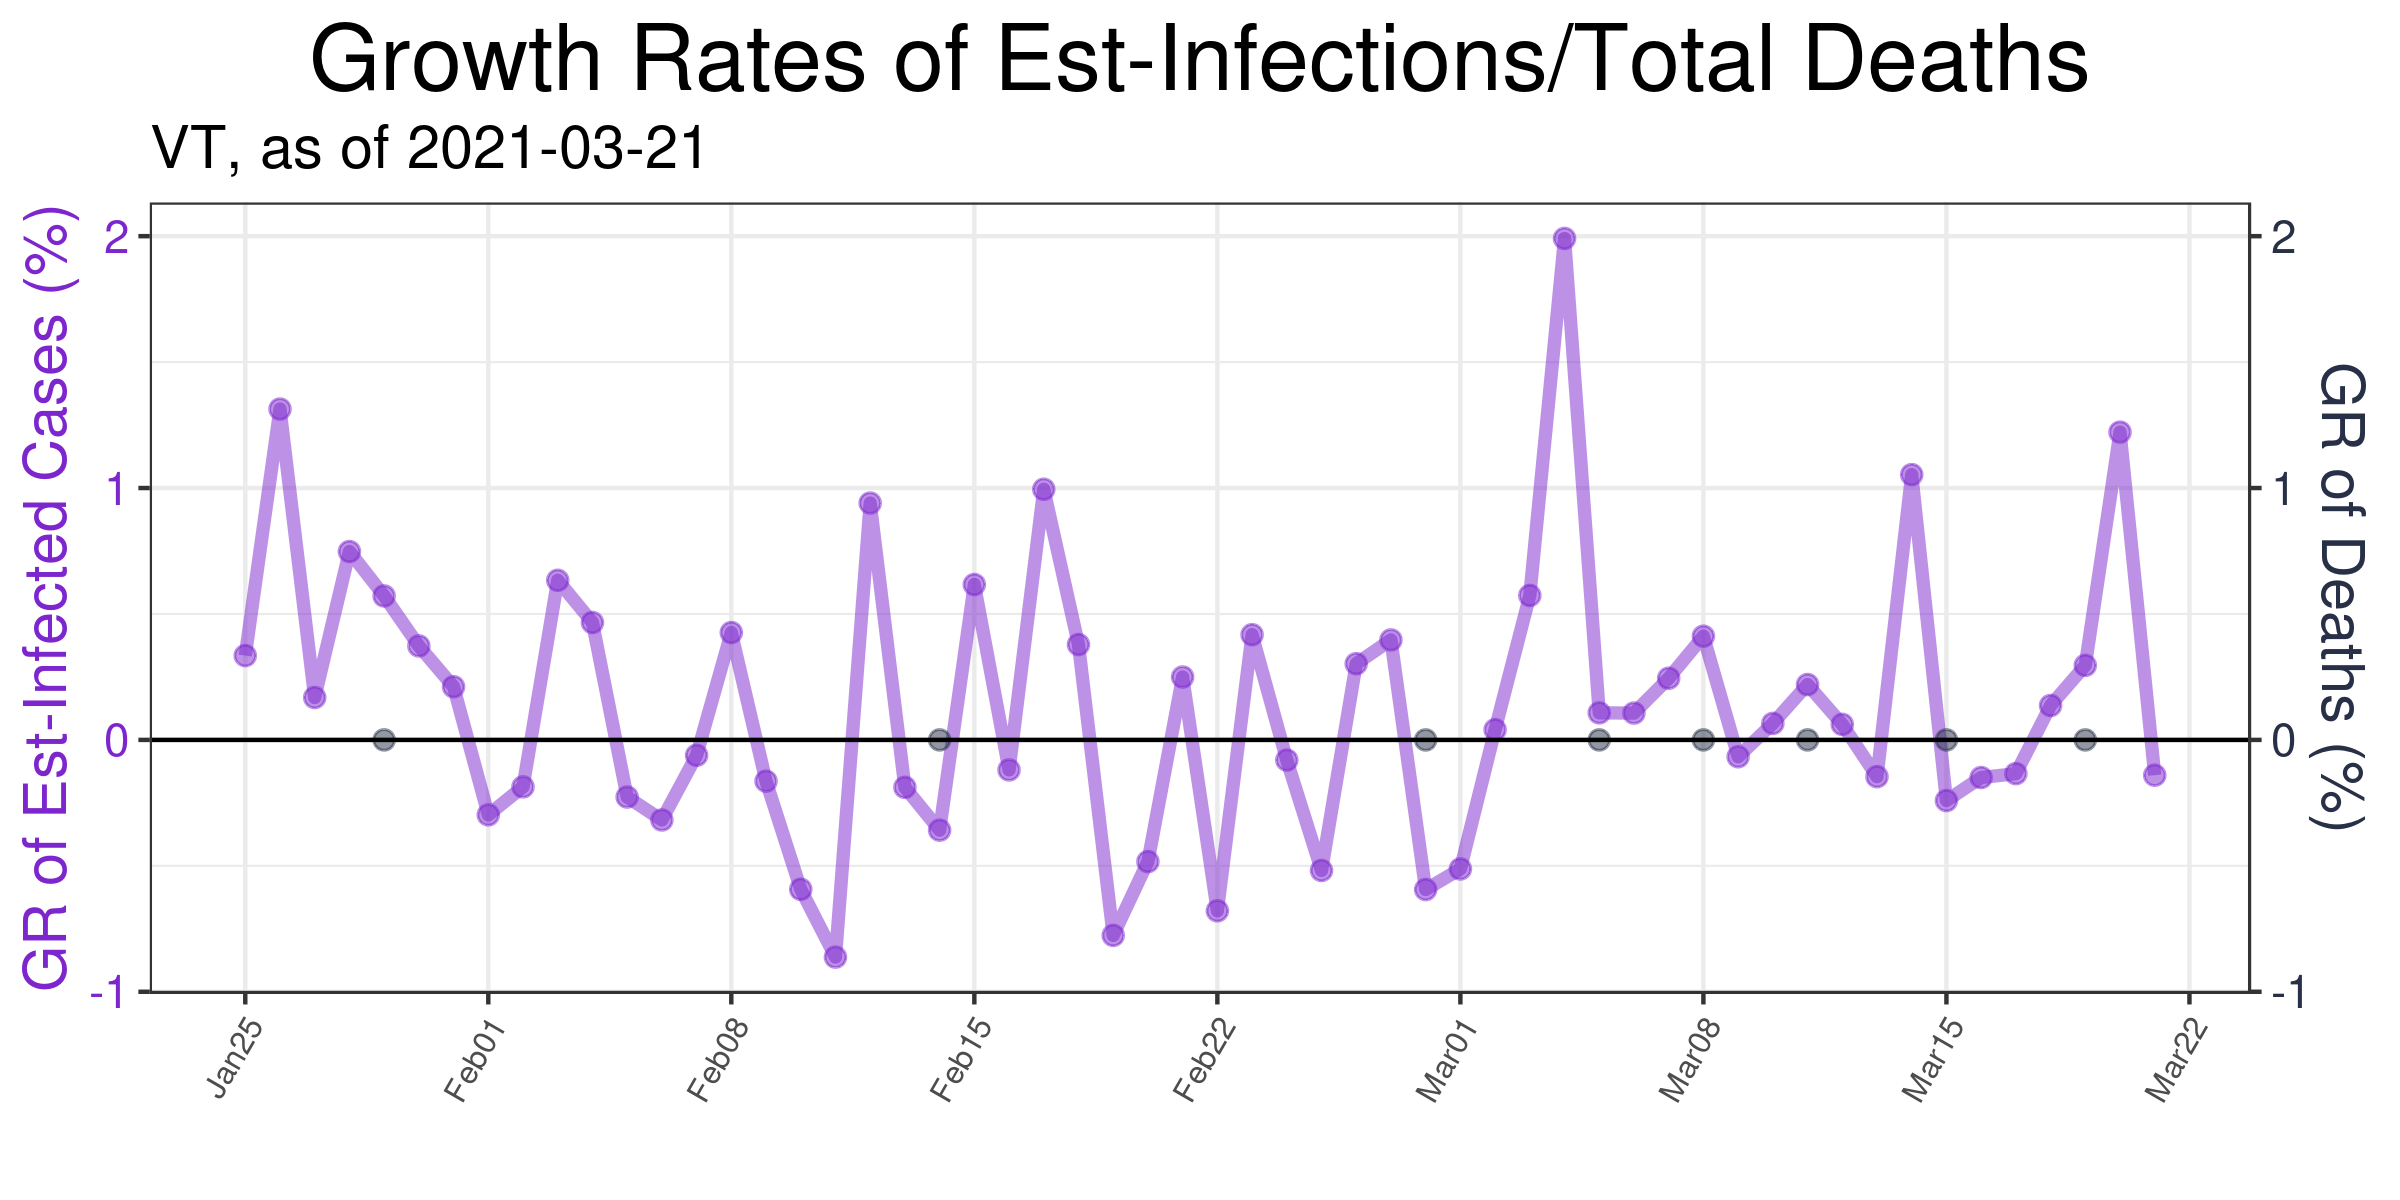 Growth Rates of Est-Infections/Total Deaths
VT, as of 2021-03-21
GR of Est-Infected Cases (%)
2
1
0
-1
2
1
0
-1
GR of Deaths (%)
Jan25
Feb01
Feb08
Feb15
Feb22
Mar01
Mar08
Mar15
Mar22